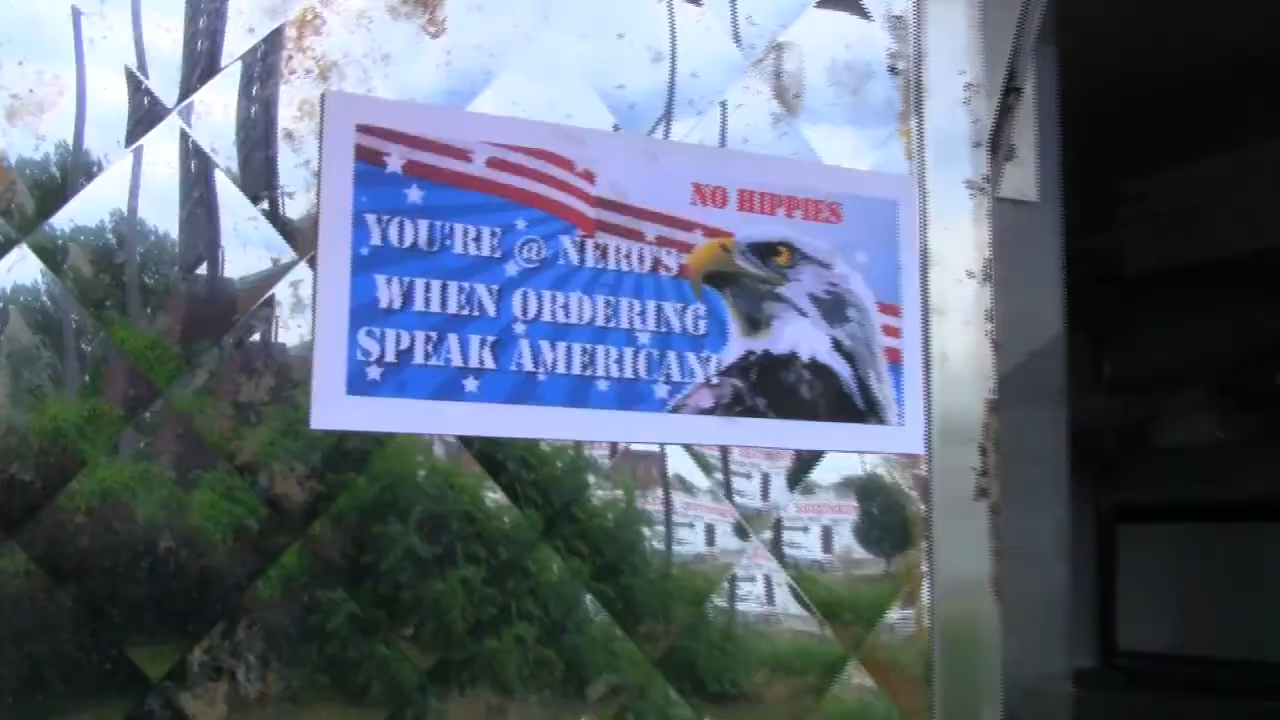 NO HIPPIES
YOU'RE @ NERO'S
WHEN ORDERING
SPEAK AMERICAN!